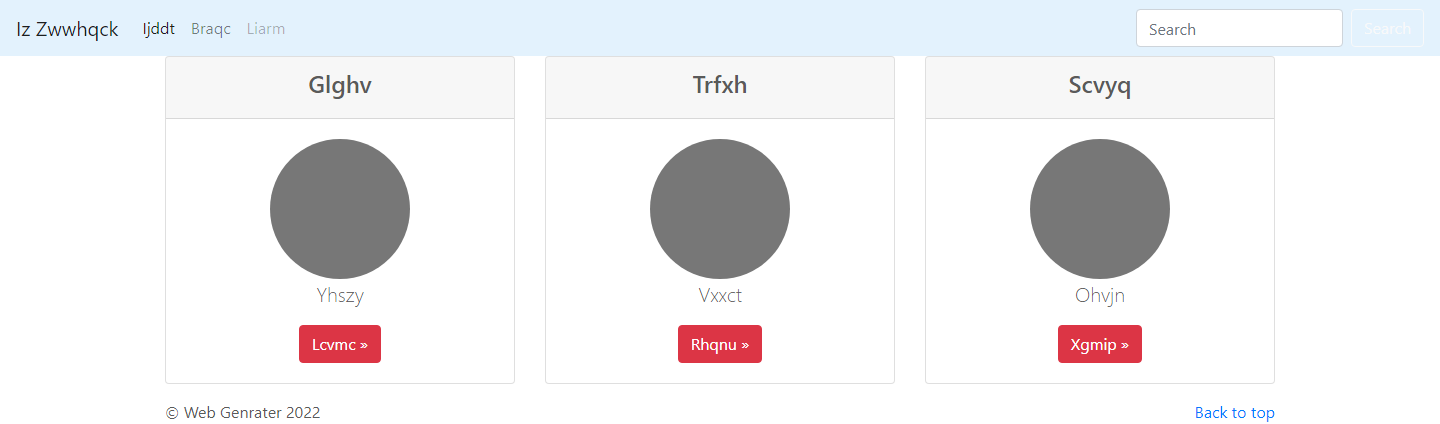 Iz Zwwhqck Ijddt Braqc Liarm Search Search
Glghv Trfxh Scvyq
Yhszy Vxxct Ohvjn
Lcvmc » Rhqnu » Xgmip »
© Web Genrater 2022 Back to top